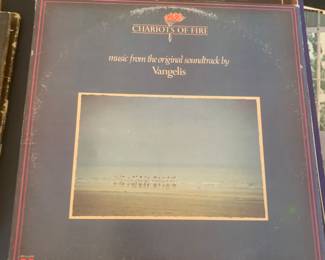 CHARIOTS OF FIRE
music from the original soundtrack by
Vangelis